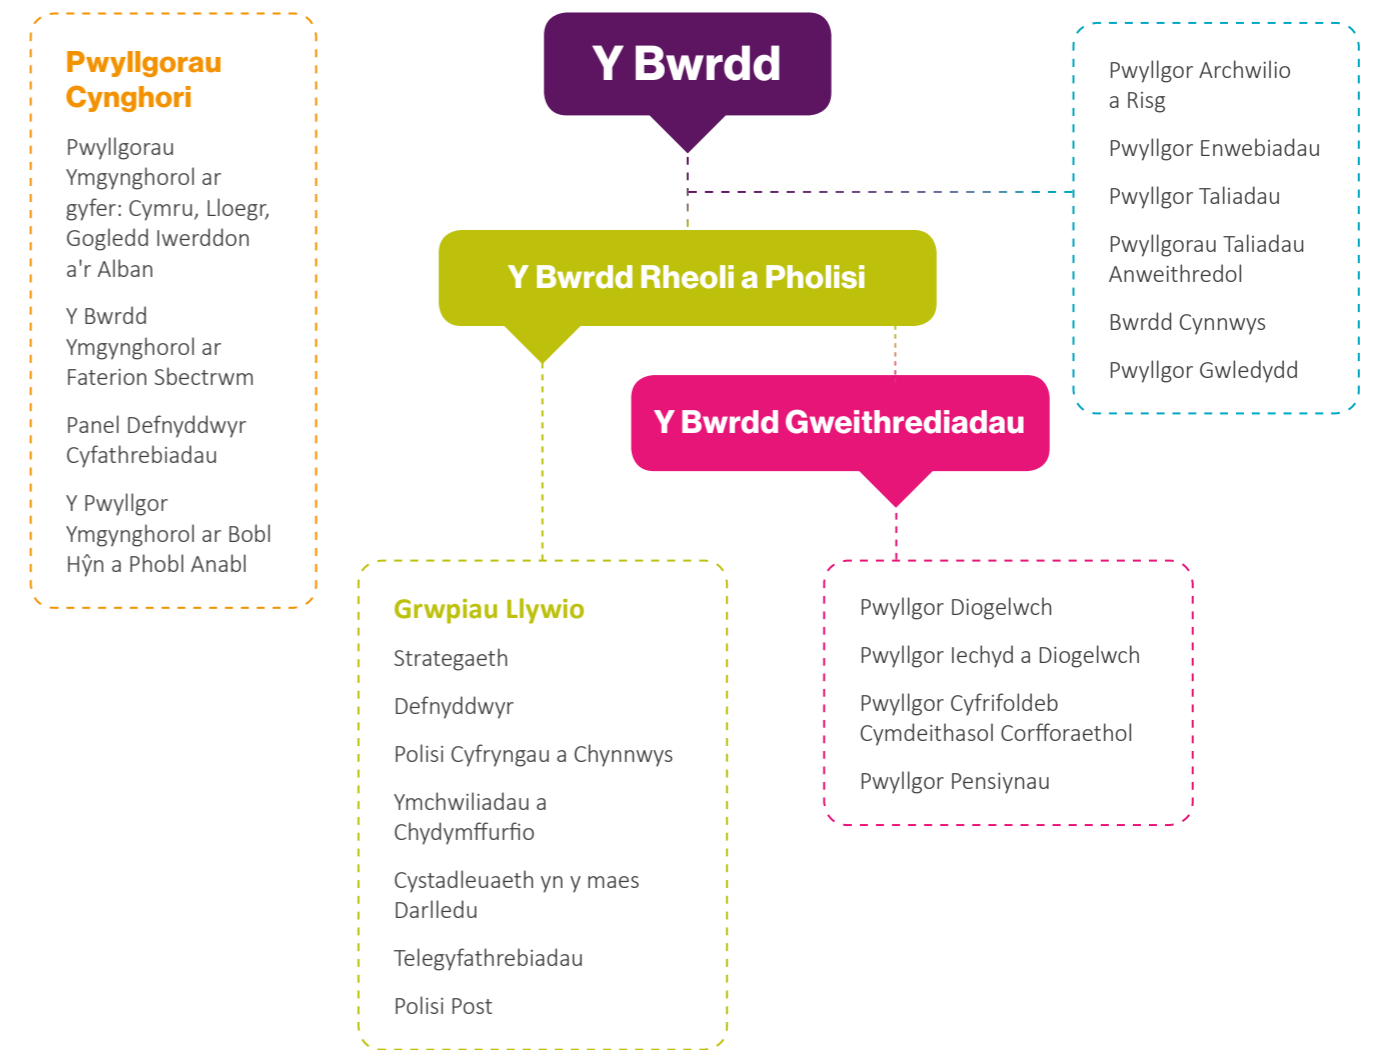 Pwyllgorau
Cynghori
Pwyllgorau
Ymgynghorol ar
gyfer: Cymru, Lloegr,
Gogledd Iwerddon
a'r Alban
Y Bwrdd
Ymgynghorol ar
Faterion Sbectrwm
Panel Defnyddwyr
Cyfathrebiadau
Y Pwyllgor
Ymgynghorol ar Bobl
Hŷn a Phobl Anabl
Y Bwrdd
Pwyllgor Archwilio
a Risg
Pwyllgor Enwebiadau
Pwyllgor Taliadau
Pwyllgorau Taliadau
Anweithredol
Bwrdd Cynnwys
Pwyllgor Gwledydd
Y Bwrdd Rheoli a Pholisi
Y Bwrdd Gweithrediadau
Grwpiau Llywio
Strategaeth
Defnyddwyr
Polisi Cyfryngau a Chynnwys
Ymchwiliadau a
Chydymffurfio
Cystadleuaeth yn y maes
Darlledu
Telegyfathrebiadau
Polisi Post
Pwyllgor Diogelwch
Pwyllgor Iechyd a Diogelwch
Pwyllgor Cyfrifoldeb
Cymdeithasol Corfforaethol
Pwyllgor Pensiynau